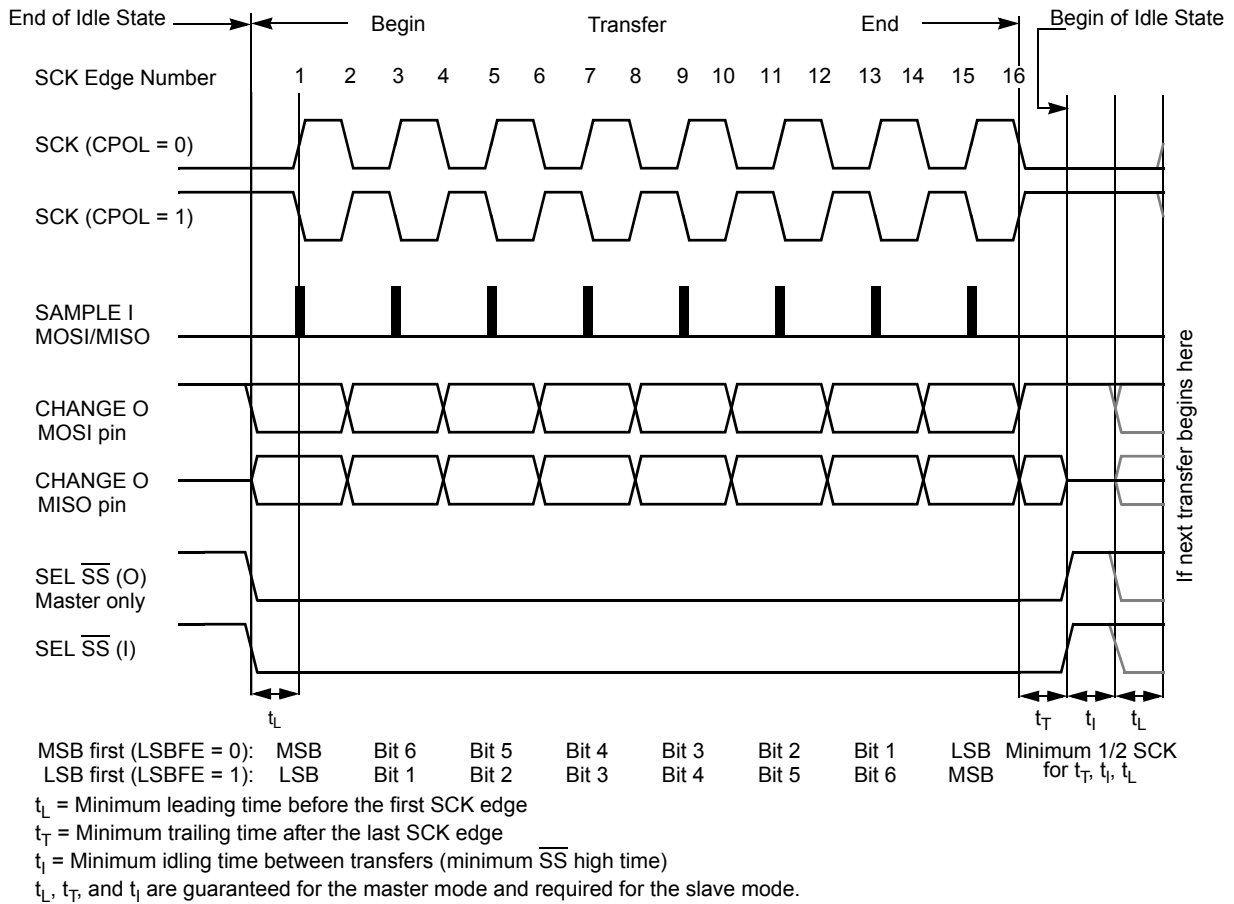 End of Idle State
Begin
Transfer
End
Begin of Idle State
SCK Edge Number
1 2 3 4 5 6 7 8 9 10 11 12 13 14 15 16
SCK (CPOL = 0)
SCK (CPOL = 1)
SAMPLE I
MOSI/MISO
CHANGE O
MOSI pin
CHANGE O
MISO pin
SEL S̅S̅ (O)
Master only
SEL S̅S̅ (I)
If next transfer begins here
tL
tT tI tL
MSB first (LSBFE = 0): MSB Bit 6 Bit 5 Bit 4 Bit 3 Bit 2 Bit 1 LSB Minimum 1/2 SCK
LSB first (LSBFE = 1): LSB Bit 1 Bit 2 Bit 3 Bit 4 Bit 5 Bit 6 MSB for tT, tI, tL
tL = Minimum leading time before the first SCK edge
tT = Minimum trailing time after the last SCK edge
tI = Minimum idling time between transfers (minimum S̅S̅ high time)
tL, tT, and tI are guaranteed for the master mode and required for the slave mode.